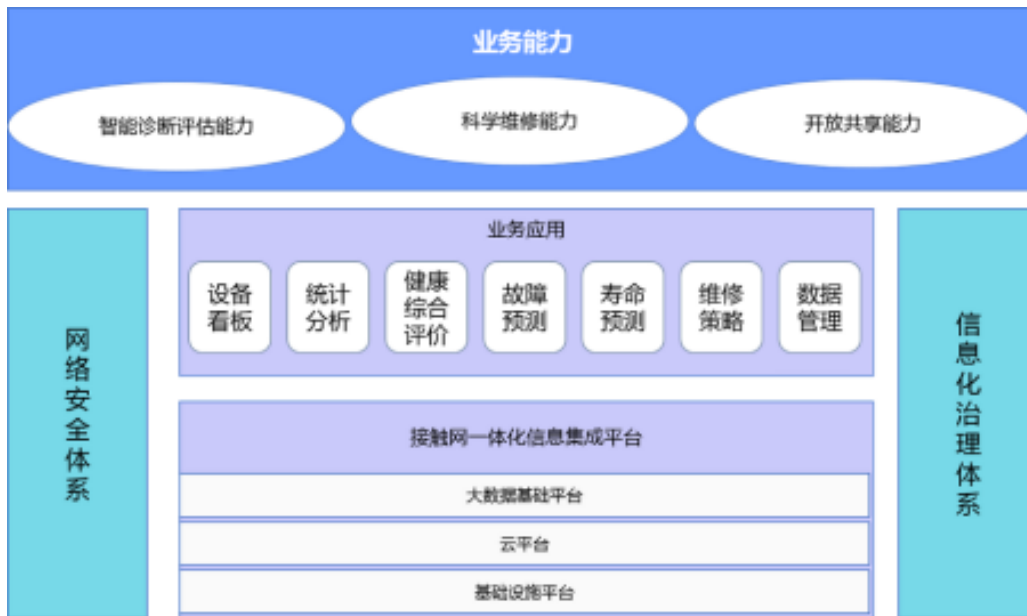 业务能力
智能诊断评估能力
科学维修能力
开放共享能力
网络安全体系
业务应用
设备
看板
统计
分析
健康
综合
评价
故障
预测
寿命
预测
维修
策略
数据
管理
接触网一体化信息集成平台
大数据基础平台
云平台
基础设施平台
信息化治理体系